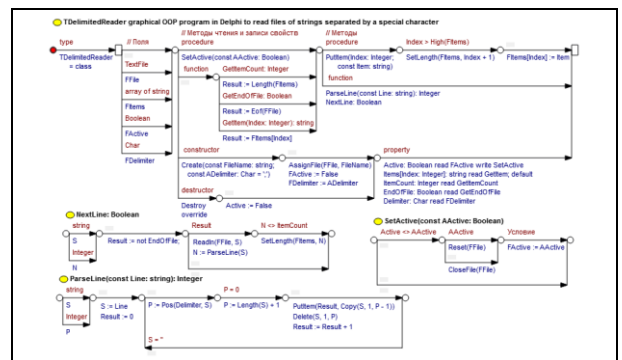 TDelimitedReader graphical OOP program in Delphi to read files of strings separated by a special character
type
TDelimitedReader
= class
// Поля
TextFile
FFile
array of string
FItems
Boolean
FActive
Char
FDelimiter
// Методы чтения и записи свойств
procedure
SetActive(const AActive: Boolean)
function
GetItemCount: Integer
Result := Length(FItems)
GetEndOfFile: Boolean
Result := Eof(FFile)
GetItem(Index: Integer): string
Result := FItems[Index]
// Методы
procedure
PutItem(Index: Integer;
const Item: string)
Index > High(FItems)
SetLength(FItems, Index + 1)
FItems[Index] := Item
function
ParseLine(const Line: string): Integer
NextLine: Boolean
constructor
Create(const FileName: string;
const ADelimiter: Char = ';')
AssignFile(FFile, FileName)
FActive := False
FDelimiter := ADelimiter
property
Active: Boolean read FActive write SetActive
Items[Index: Integer]: string read GetItem; default
ItemCount: Integer read GetItemCount
EndOfFile: Boolean read GetEndOfFile
Delimiter: Char read FDelimiter
destructor
Destroy
override
Active := False
NextLine: Boolean
string
S
Integer
N
Result := not EndOfFile;
Result
Readln(FFile, S)
N := ParseLine(S)
N <> ItemCount
SetLength(FItems, N)
SetActive(const AActive: Boolean)
Active <> AActive
AActive
Reset(FFile)
CloseFile(FFile)
Условие
FActive := AActive
ParseLine(const Line: string): Integer
string
S
Integer
P
S := Line
Result := 0
P := Pos(Delimiter, S)
P = 0
P := Length(S) + 1
PutItem(Result, Copy(S, 1, P - 1))
Delete(S, 1, P)
Result := Result + 1
S = ''